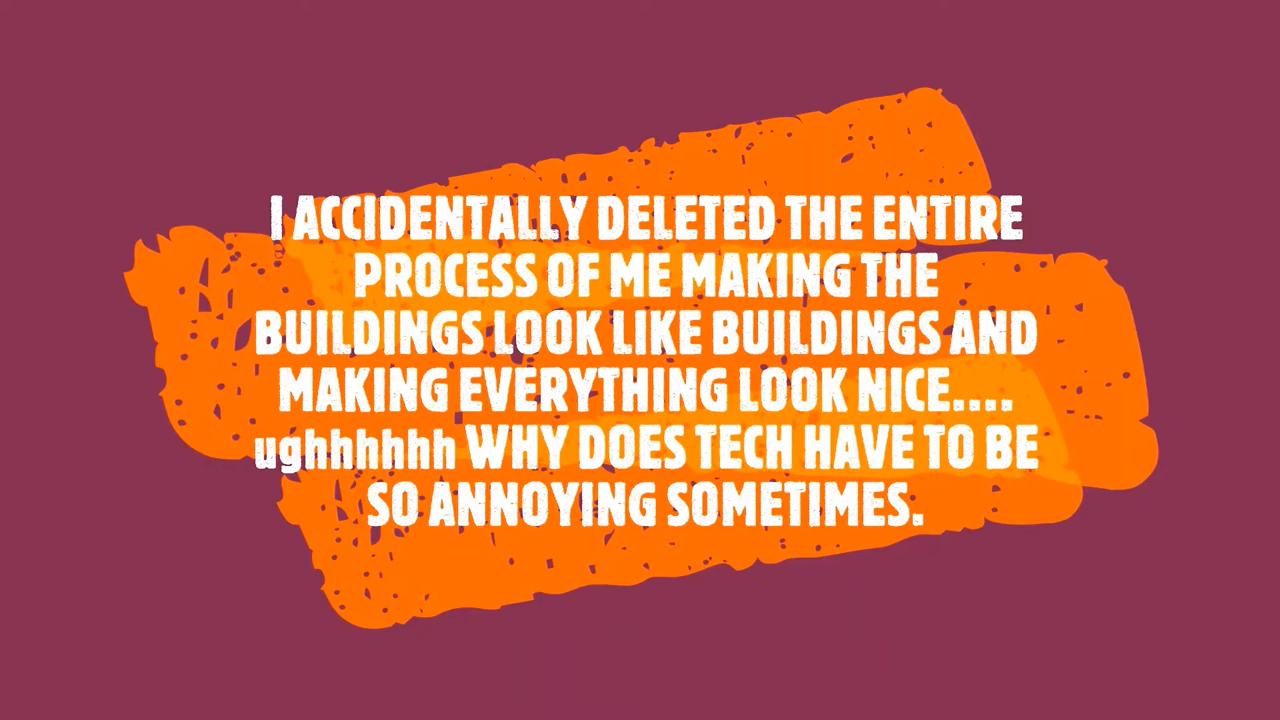 I ACCIDENTALLY DELETED THE ENTIRE
PROCESS OF ME MAKING THE
BUILDINGS LOOK LIKE BUILDINGS AND
MAKING EVERYTHING LOOK NICE....
ughhhhhh WHY DOES TECH HAVE TO BE
SO ANNOYING SOMETIMES.